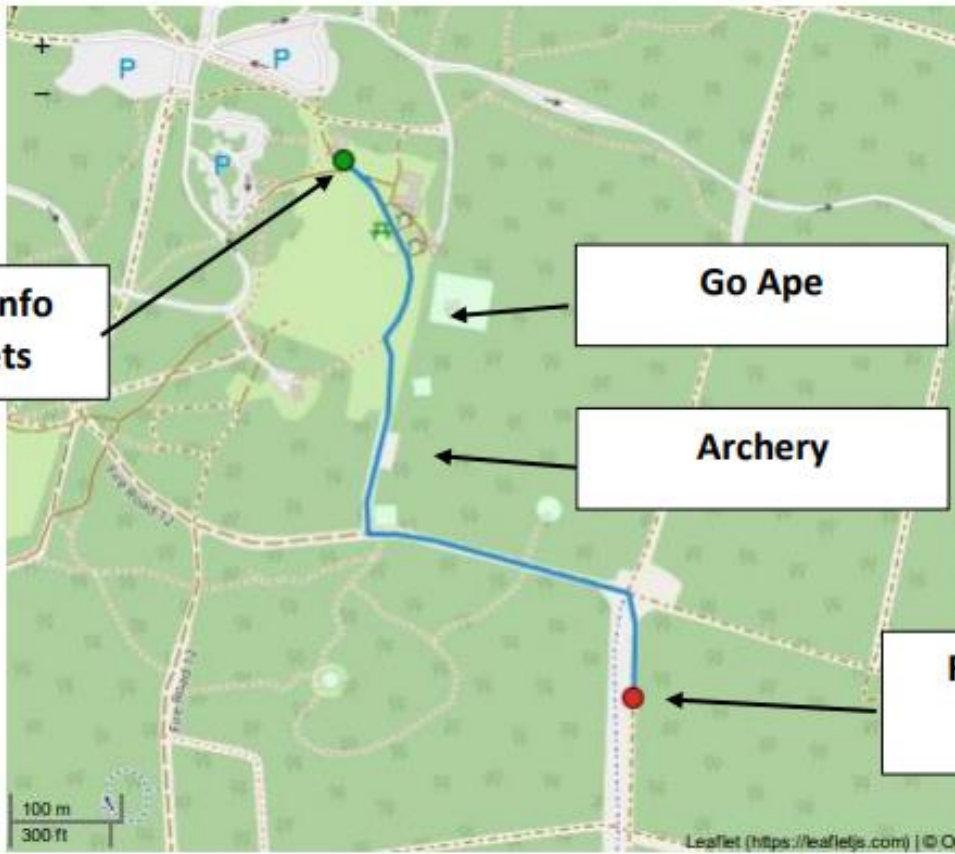 +
−
P
P
P
nfo
ts
Go Ape
Archery
Fire Road 12
Fire Road 12
100 m
300 ft
Leaflet (https://leafletjs.com) | © O